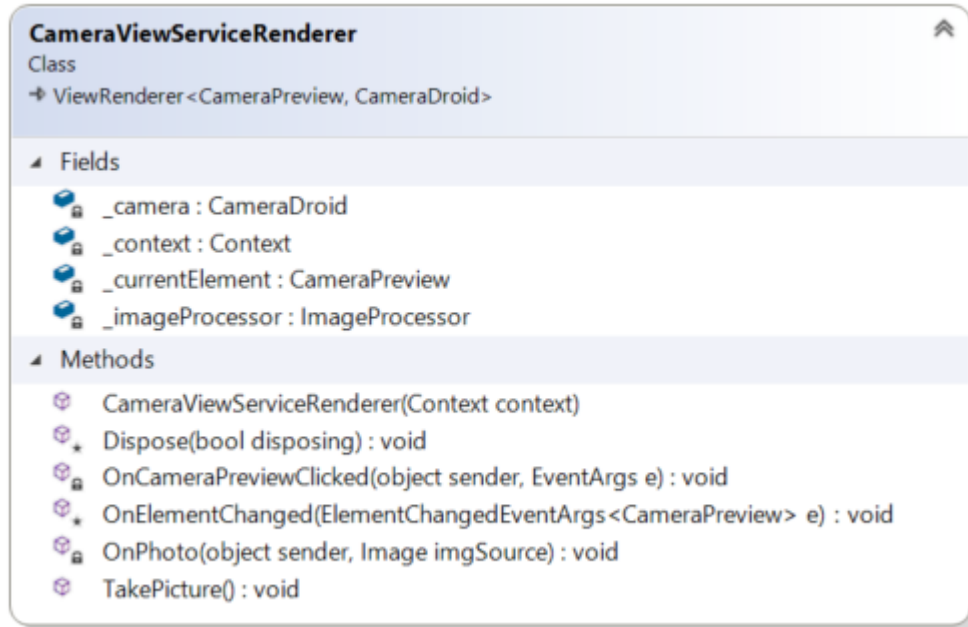 CameraViewServiceRenderer
Class
ViewRenderer<CameraPreview, CameraDroid>
Fields
_camera : CameraDroid
_context : Context
_currentElement : CameraPreview
_imageProcessor : ImageProcessor
Methods
CameraViewServiceRenderer(Context context)
Dispose(bool disposing) : void
OnCameraPreviewClicked(object sender, EventArgs e) : void
OnElementChanged(ElementChangedEventArgs<CameraPreview> e) : void
OnPhoto(object sender, Image imgSource) : void
TakePicture() : void